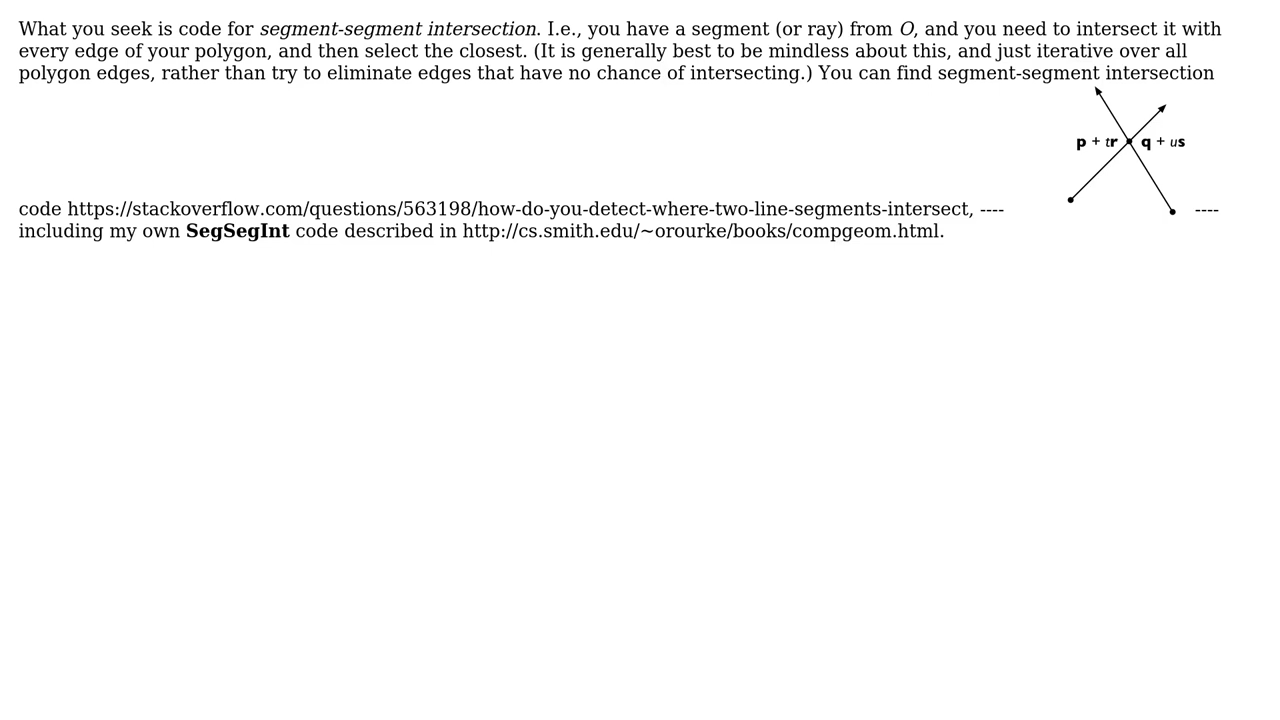 What you seek is code for segment-segment intersection. I.e., you have a segment (or ray) from O, and you need to intersect it with
every edge of your polygon, and then select the closest. (It is generally best to be mindless about this, and just iterative over all
polygon edges, rather than try to eliminate edges that have no chance of intersecting.) You can find segment-segment intersection
p + tr q + us
code https://stackoverflow.com/questions/563198/how-do-you-detect-where-two-line-segments-intersect, ---- ----
including my own SegSegInt code described in http://cs.smith.edu/~orourke/books/compgeom.html.